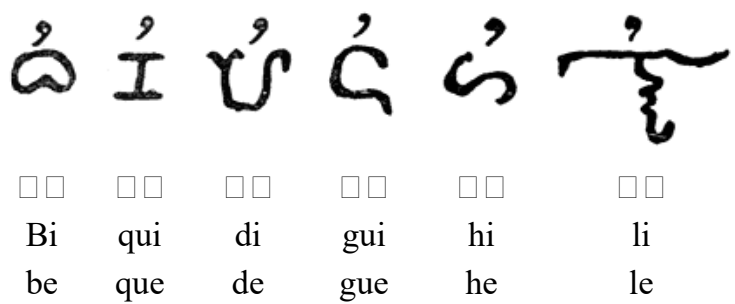 ᜊᜒ ᜃᜒ ᜇᜒ ᜄᜒ ᜑᜒ ᜎᜒ
Bi qui di gui hi li
be que de gue he le